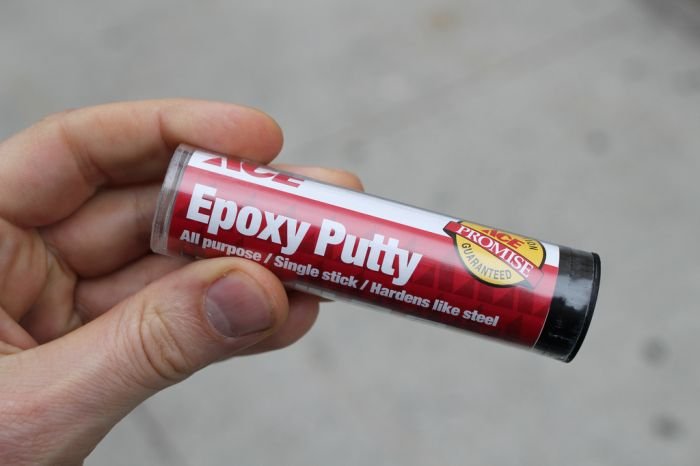 ACE
Epoxy Putty
All purpose / Single stick / Hardens like steel
ACE
PROMISE
GUARANTEED